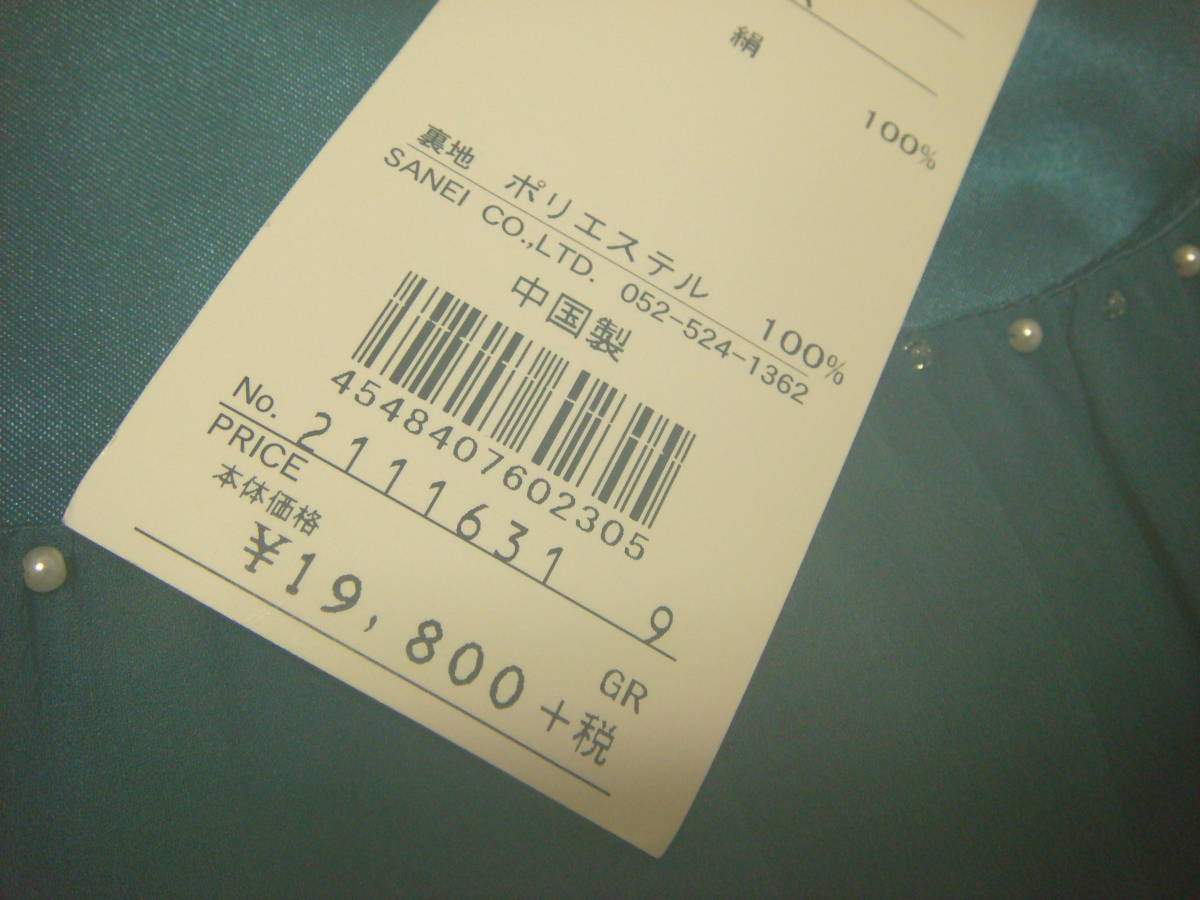 絹 100%
裏地 ポリエステル 100%
SANEI CO.,LTD. 052-524-1362
中国製
4548407602305
No. 2111631 9
PRICE GR
本体価格
¥19,800+税